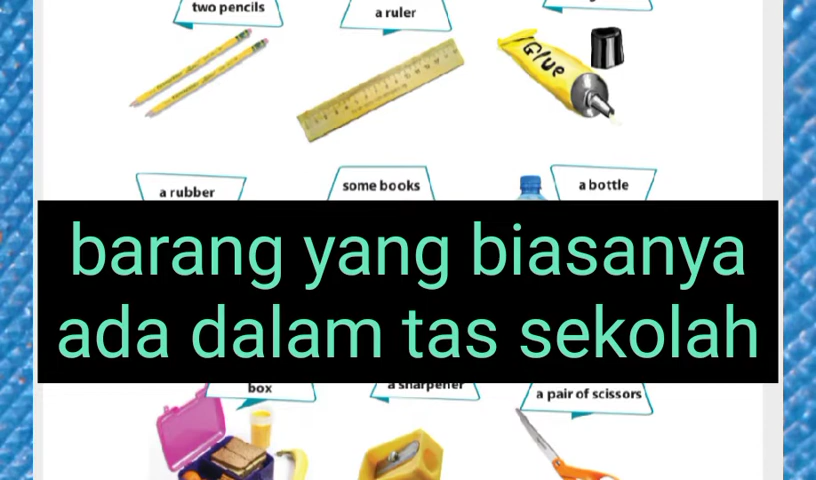 two pencils
a ruler
Glue
a rubber
some books
a bottle
barang yang biasanya
ada dalam tas sekolah
box
a sharpener
a pair of scissors